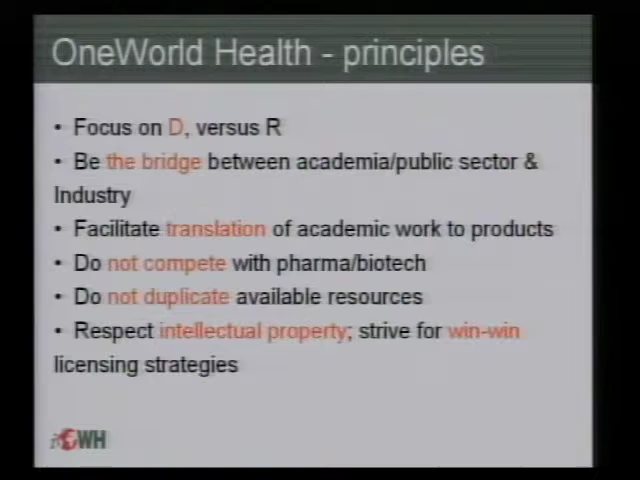 OneWorld Health - principles
• Focus on D, versus R
• Be the bridge between academia/public sector &
Industry
• Facilitate translation of academic work to products
• Do not compete with pharma/biotech
• Do not duplicate available resources
• Respect intellectual property; strive for win-win
licensing strategies
iOWH